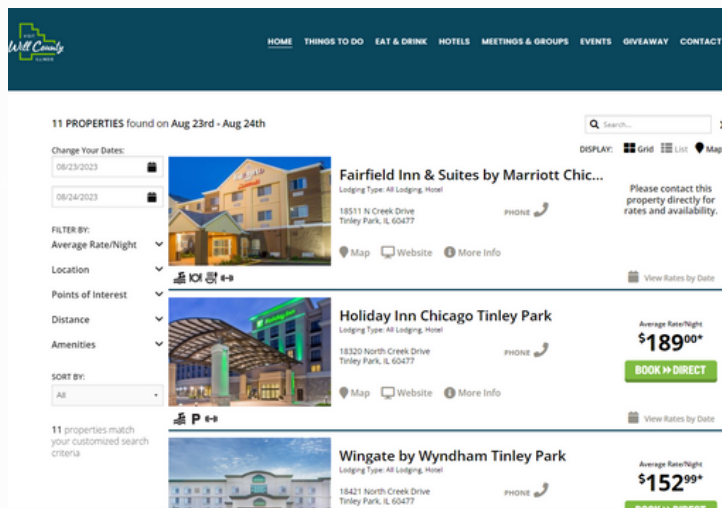 VISIT
Will County
ILLINOIS
HOME THINGS TO DO EAT & DRINK HOTELS MEETINGS & GROUPS EVENTS GIVEAWAY CONTACT
11 PROPERTIES found on Aug 23rd - Aug 24th
Search...
DISPLAY: Grid List Map
Change Your Dates:
08/23/2023
08/24/2023
FILTER BY:
Average Rate/Night
Location
Points of Interest
Distance
Amenities
SORT BY:
All
11 properties match
your customized search
criteria
Fairfield Inn & Suites by Marriott Chic...
Lodging Type: All Lodging, Hotel
18511 N Creek Drive
Tinley Park, IL 60477
PHONE
Map Website More Info
Please contact this
property directly for
rates and availability.
View Rates by Date
Holiday Inn
Holiday Inn Chicago Tinley Park
Lodging Type: All Lodging, Hotel
18320 North Creek Drive
Tinley Park, IL 60477
PHONE
Map Website More Info
P
Average Rate/Night
$18900*
BOOK DIRECT
View Rates by Date
Wingate by Wyndham Tinley Park
Lodging Type: All Lodging, Hotel
18421 North Creek Drive
Tinley Park, IL 60477
PHONE
Average Rate/Night
$15299*
BOOK DIRECT